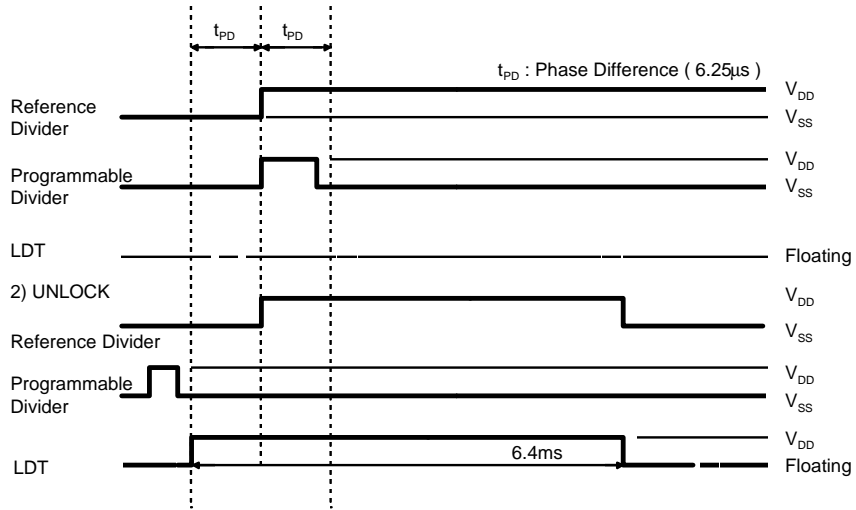 tPD tPD
tPD : Phase Difference ( 6.25µs )
VDD
Reference
Divider
VSS
VDD
Programmable
Divider
VSS
LDT
Floating
2) UNLOCK
VDD
VSS
Reference Divider
VDD
Programmable
Divider
VSS
VDD
6.4ms
LDT
Floating